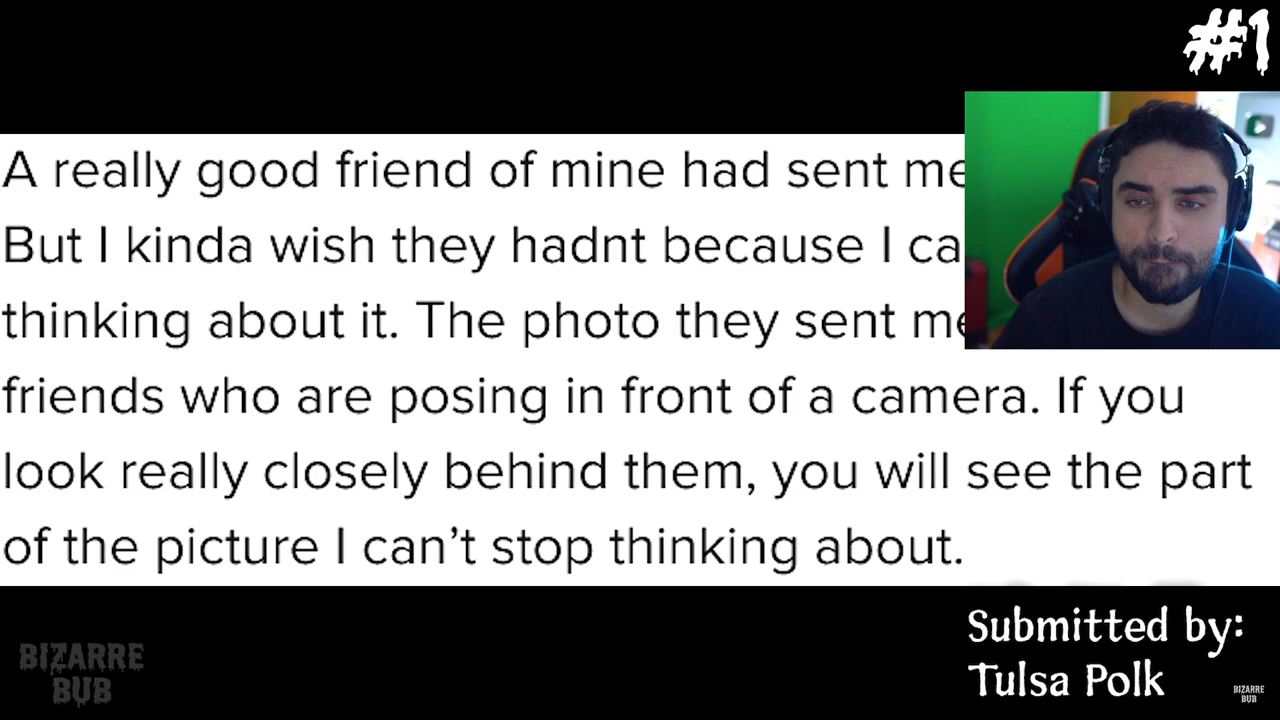 #1
A really good friend of mine had sent me
But I kinda wish they hadnt because I ca
thinking about it. The photo they sent me
friends who are posing in front of a camera. If you
look really closely behind them, you will see the part
of the picture I can't stop thinking about.
Submitted by:
Tulsa Polk
BIZARRE
BUB
BIZARRE
BUB